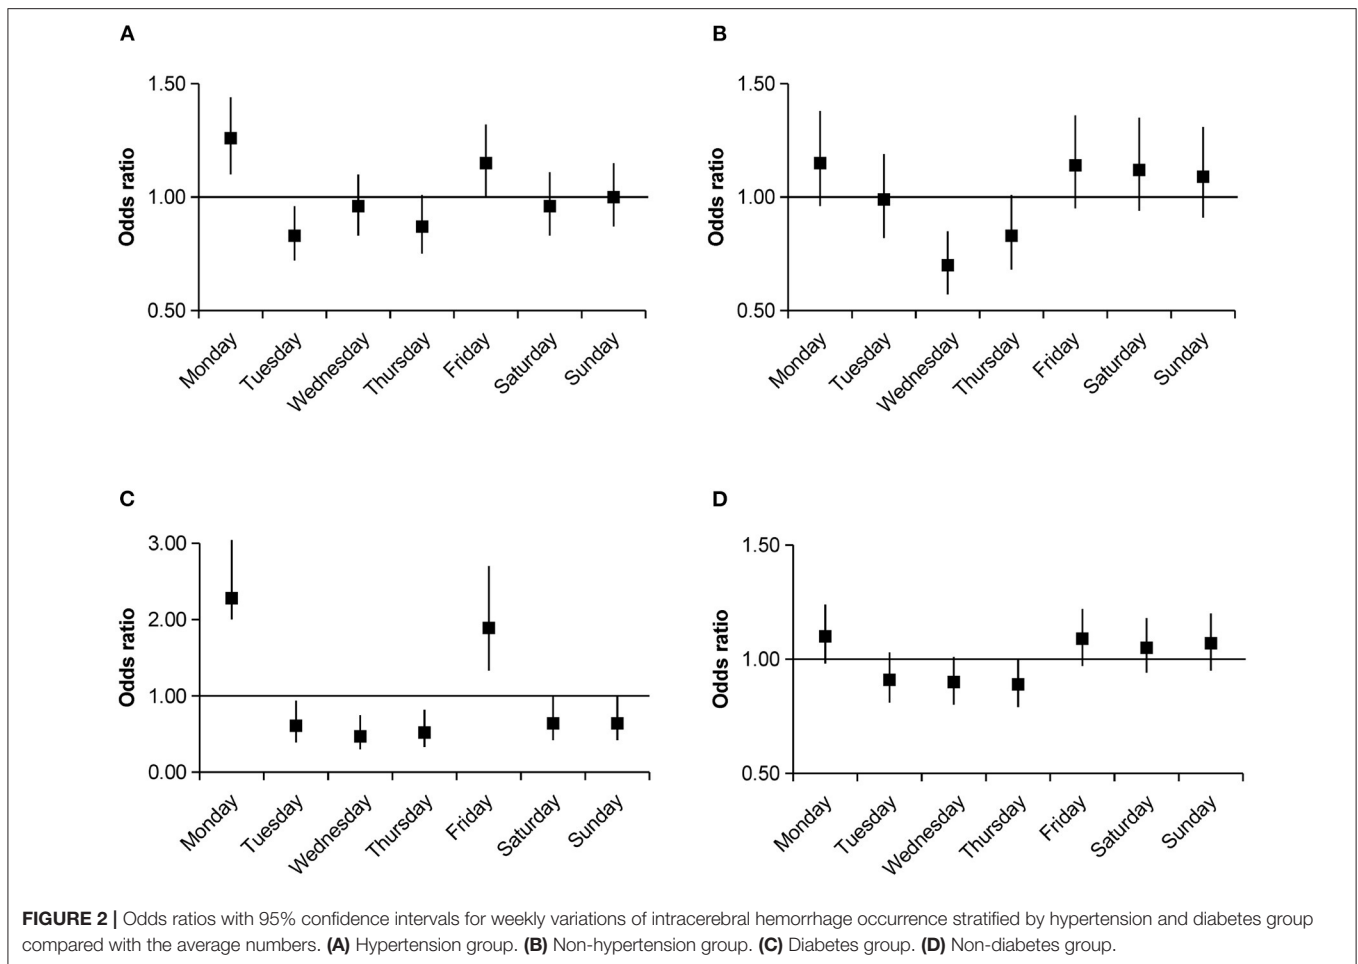 A
1.50
1.00
0.50
Odds ratio
Monday
Tuesday
Wednesday
Thursday
Friday
Saturday
Sunday
B
1.50
1.00
0.50
Odds ratio
Monday
Tuesday
Wednesday
Thursday
Friday
Saturday
Sunday
C
3.00
2.00
1.00
0.00
Odds ratio
Monday
Tuesday
Wednesday
Thursday
Friday
Saturday
Sunday
D
1.50
1.00
0.50
Odds ratio
Monday
Tuesday
Wednesday
Thursday
Friday
Saturday
Sunday
FIGURE 2 | Odds ratios with 95% confidence intervals for weekly variations of intracerebral hemorrhage occurrence stratified by hypertension and diabetes group
compared with the average numbers. (A) Hypertension group. (B) Non-hypertension group. (C) Diabetes group. (D) Non-diabetes group.